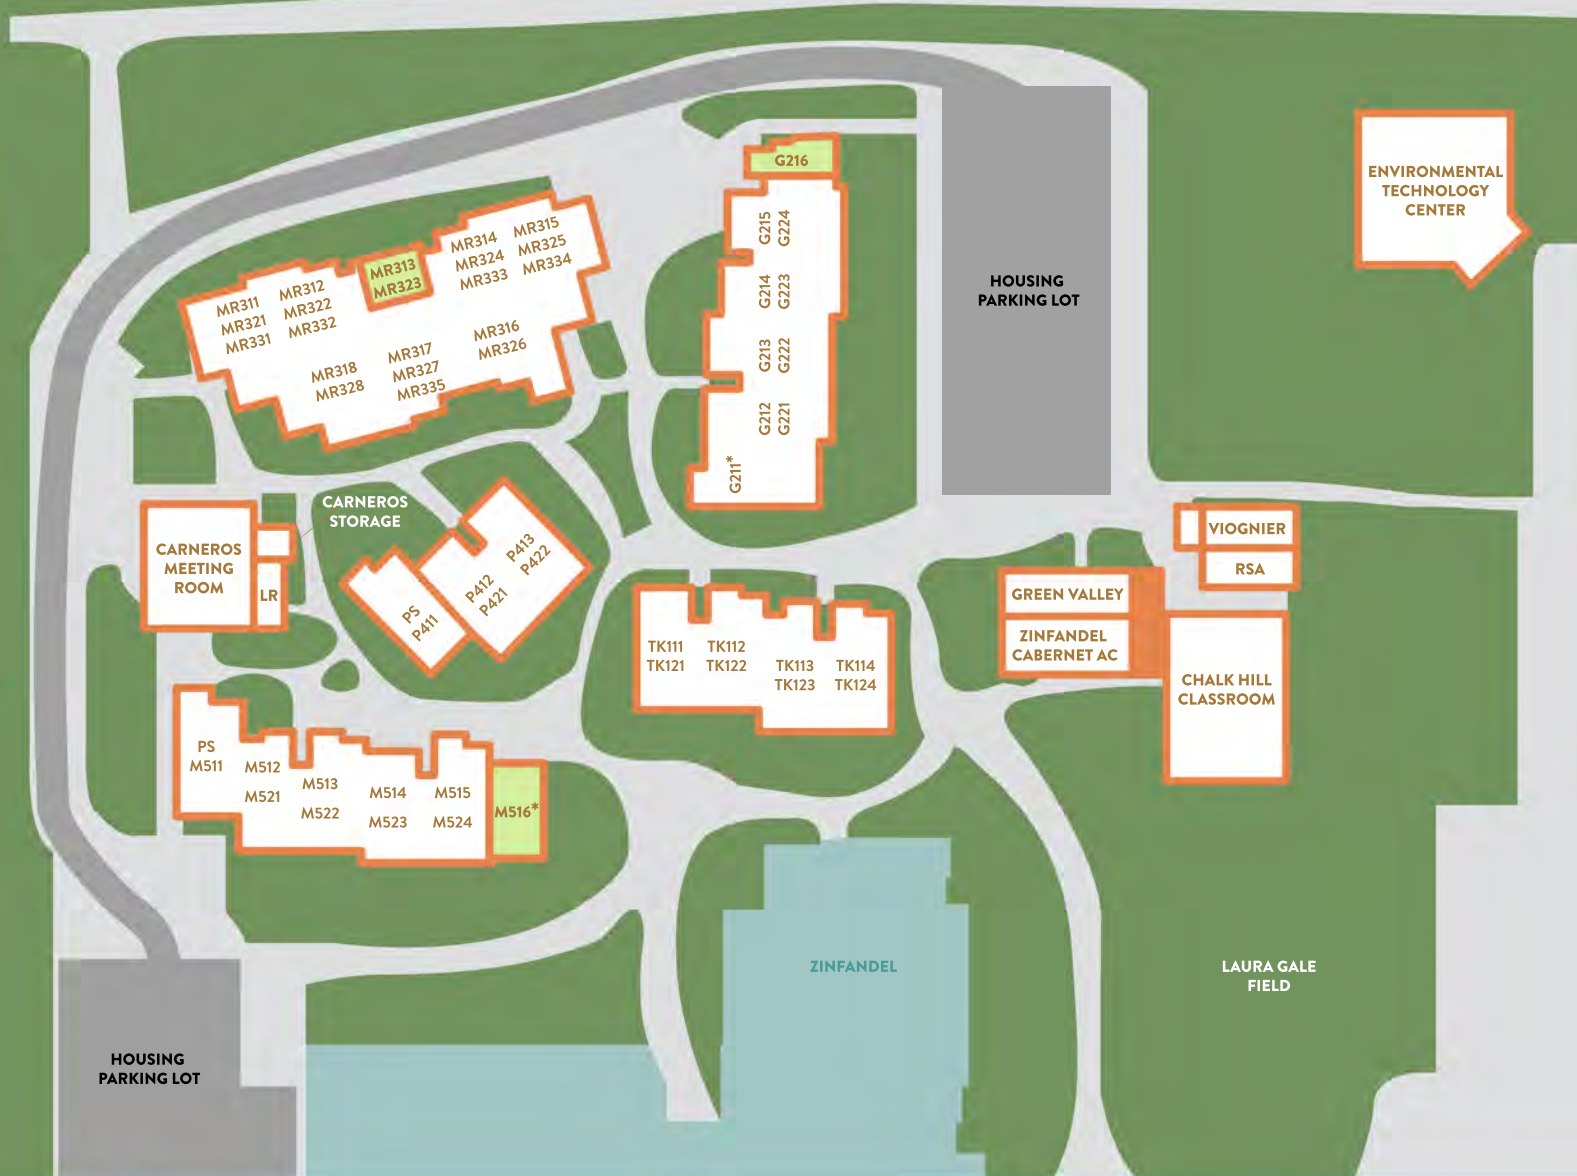 G216
ENVIRONMENTAL
TECHNOLOGY
CENTER
MR311
MR321
MR331
MR312
MR322
MR332
MR313
MR323
MR314
MR324
MR333
MR315
MR325
MR334
MR318
MR328
MR317
MR327
MR335
MR316
MR326
G215
G224
G214
G223
G213
G222
G212
G221
G211*
HOUSING
PARKING LOT
CARNEROS
STORAGE
CARNEROS
MEETING
ROOM
LR
PS
P411
P412
P421
P413
P422
VIOGNIER
RSA
GREEN VALLEY
ZINFANDEL
CABERNET AC
CHALK HILL
CLASSROOM
TK111
TK121
TK112
TK122
TK113
TK123
TK114
TK124
PS
M511
M512
M521
M513
M522
M514
M523
M515
M524
M516*
ZINFANDEL
LAURA GALE
FIELD
HOUSING
PARKING LOT